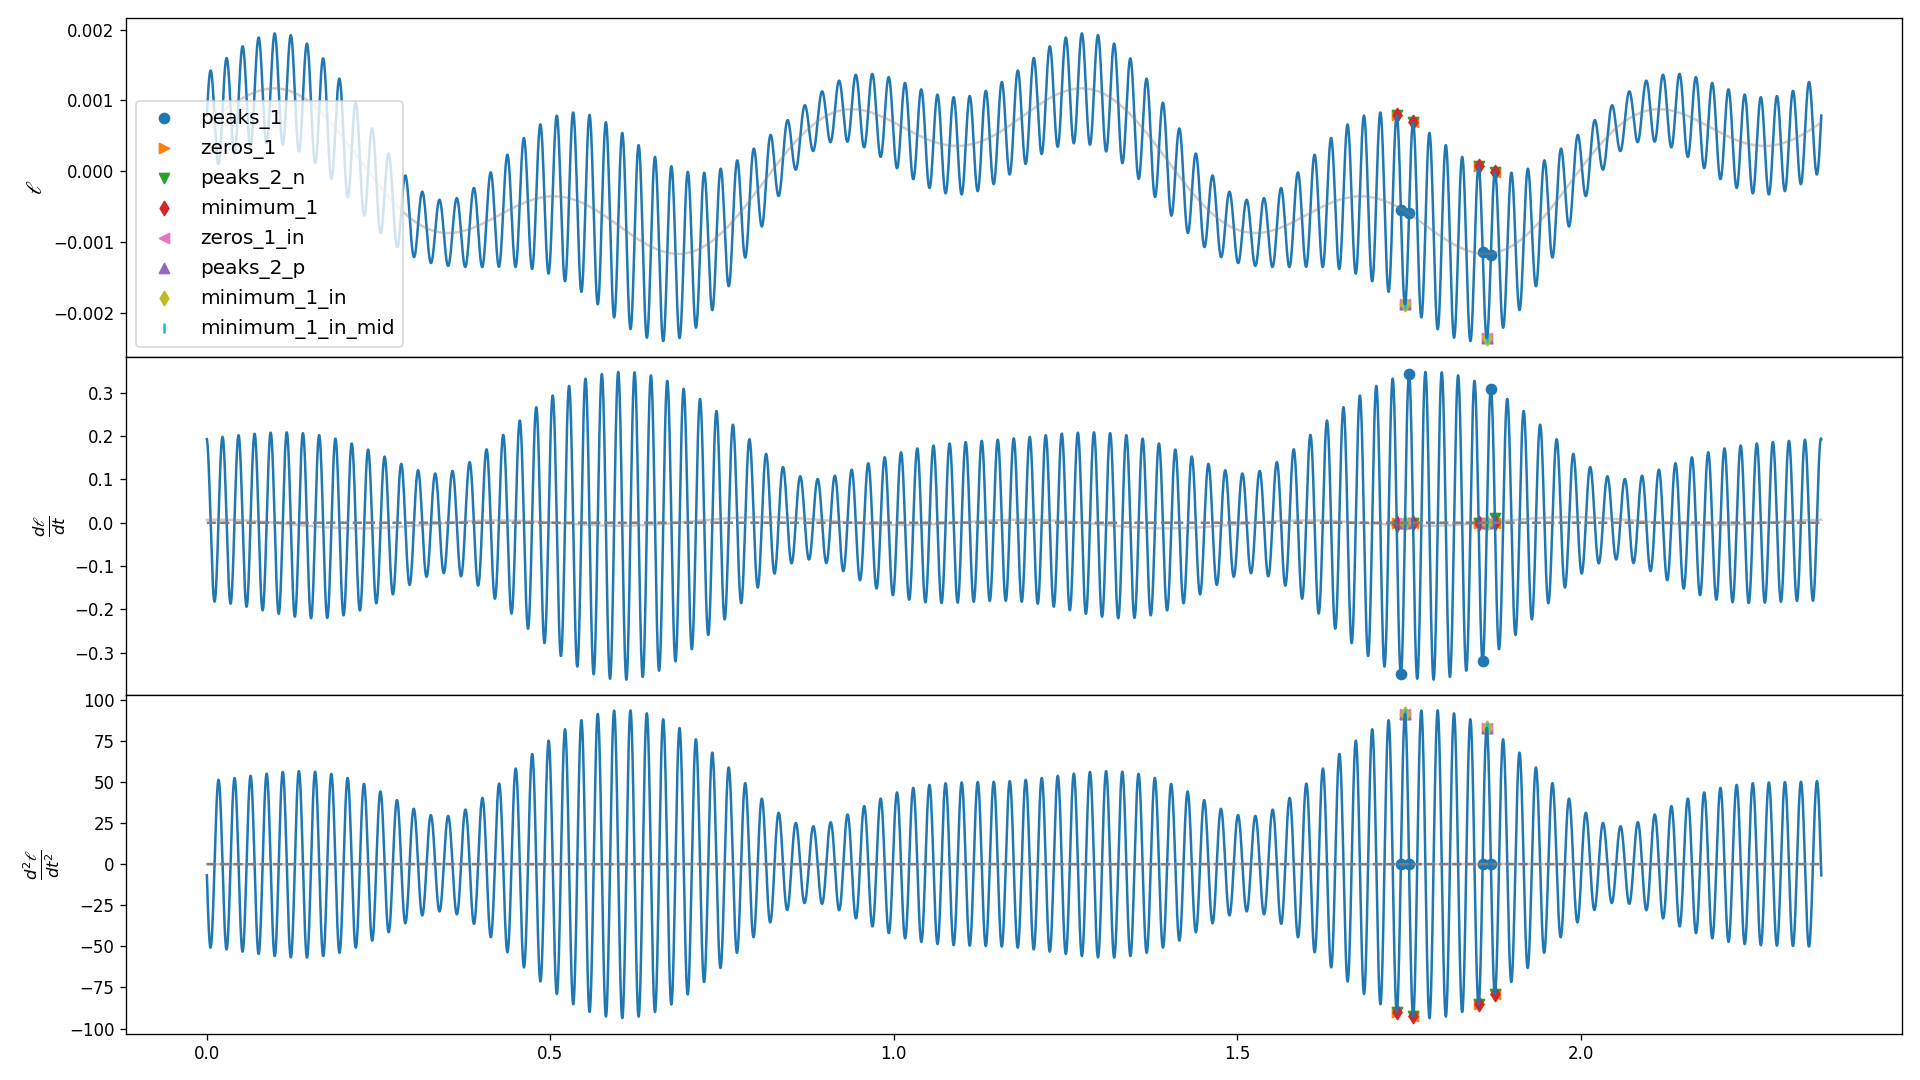 0.002
0.001
0.000
−0.001
−0.002
ℓ
peaks_1
zeros_1
peaks_2_n
minimum_1
zeros_1_in
peaks_2_p
minimum_1_in
minimum_1_in_mid
0.3
0.2
0.1
0.0
−0.1
−0.2
−0.3
dℓ
dt
100
75
50
25
0
−25
−50
−75
−100
d²ℓ
dt²
0.0 0.5 1.0 1.5 2.0